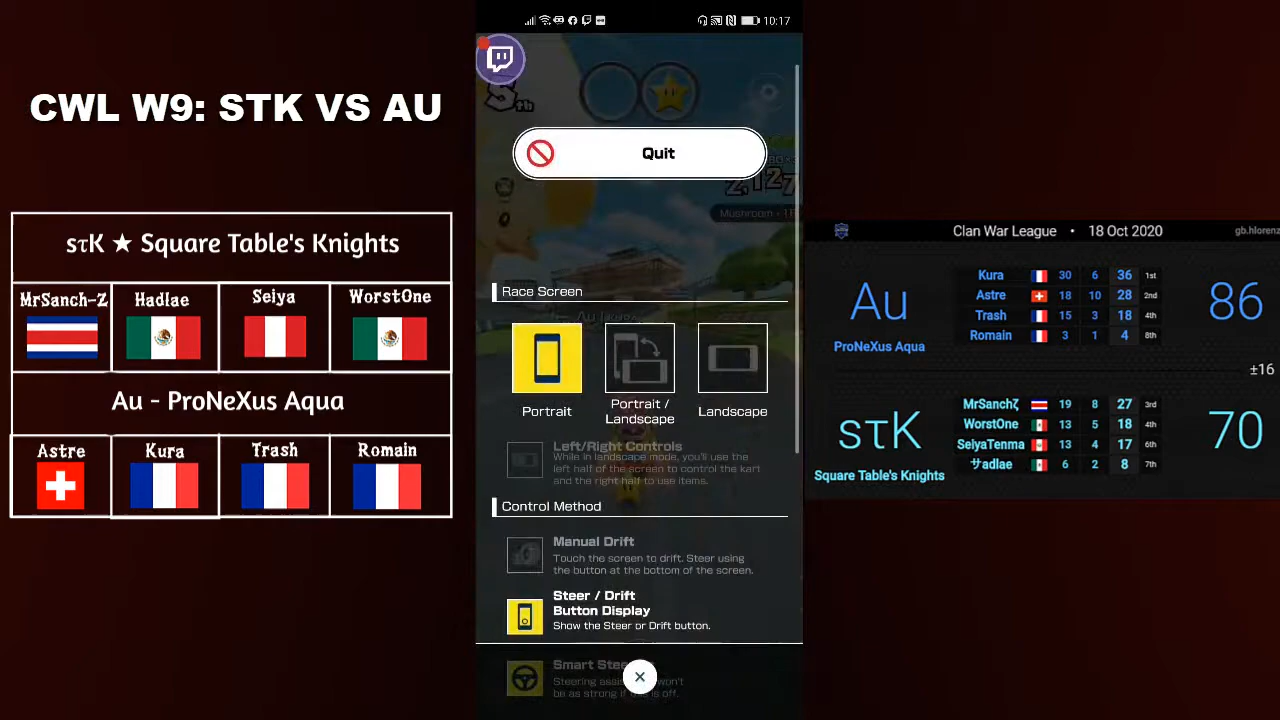 CWL W9: STK VS AU
sτK ★ Square Table's Knights
MrSanch-Z
Hadlae
Seiya
WorstOne
Au - ProNeXus Aqua
Astre
Kura
Trash
Romain
10:17
5th
Quit
2,127
Mushroom
Race Screen
Portrait
Portrait /
Landscape
Landscape
Left/Right Controls
While in landscape mode, you'll use the
left half of the screen to control the kart
and the right half to use items.
Control Method
Manual Drift
Touch the screen to drift. Steer using
the button at the bottom of the screen.
Steer / Drift
Button Display
Show the Steer or Drift button.
Clan War League • 18 Oct 2020
gb.hlorenz
Au
ProNeXus Aqua
Kura 30 6 36 1st
Astre 18 10 28 2nd
Trash 15 3 18 4th
Romain 3 1 4 8th
86
±16
sτK
Square Table's Knights
MrSanchζ 19 8 27 3rd
WorstOne 13 5 18 4th
SeiyaTenma 13 4 17 6th
サadlae 6 2 8 7th
70